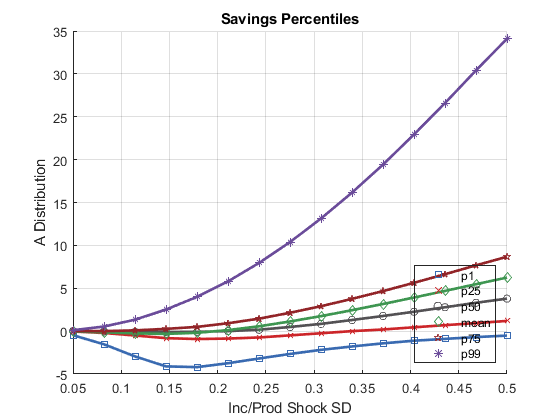 Savings Percentiles
35
30
25
20
15
10
5
0
-5
A Distribution
p1
p25
p50
mean
p75
p99
0.05 0.1 0.15 0.2 0.25 0.3 0.35 0.4 0.45 0.5
Inc/Prod Shock SD